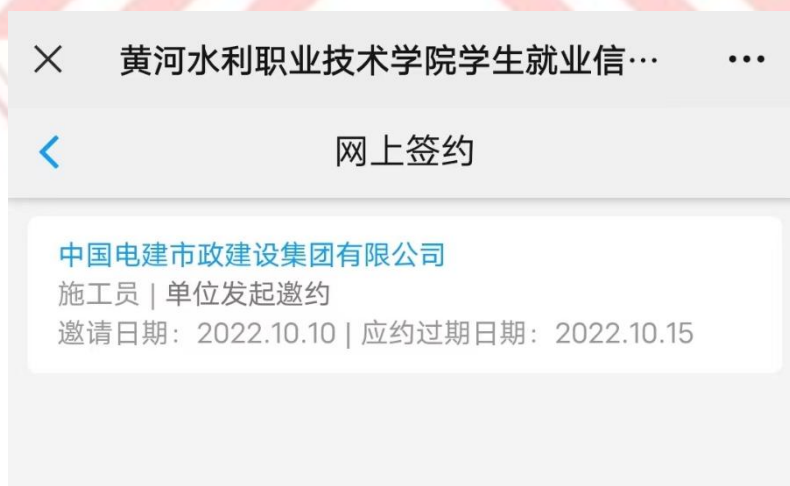 黄河水利职业技术学院学生就业信…
网上签约
中国电建市政建设集团有限公司
施工员 | 单位发起邀约
邀请日期：2022.10.10 | 应约过期日期：2022.10.15